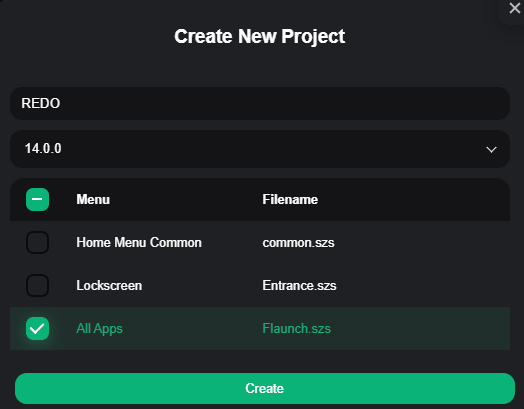 Create New Project
REDO
14.0.0
Menu Filename
Home Menu Common common.szs
Lockscreen Entrance.szs
All Apps Flaunch.szs
Create